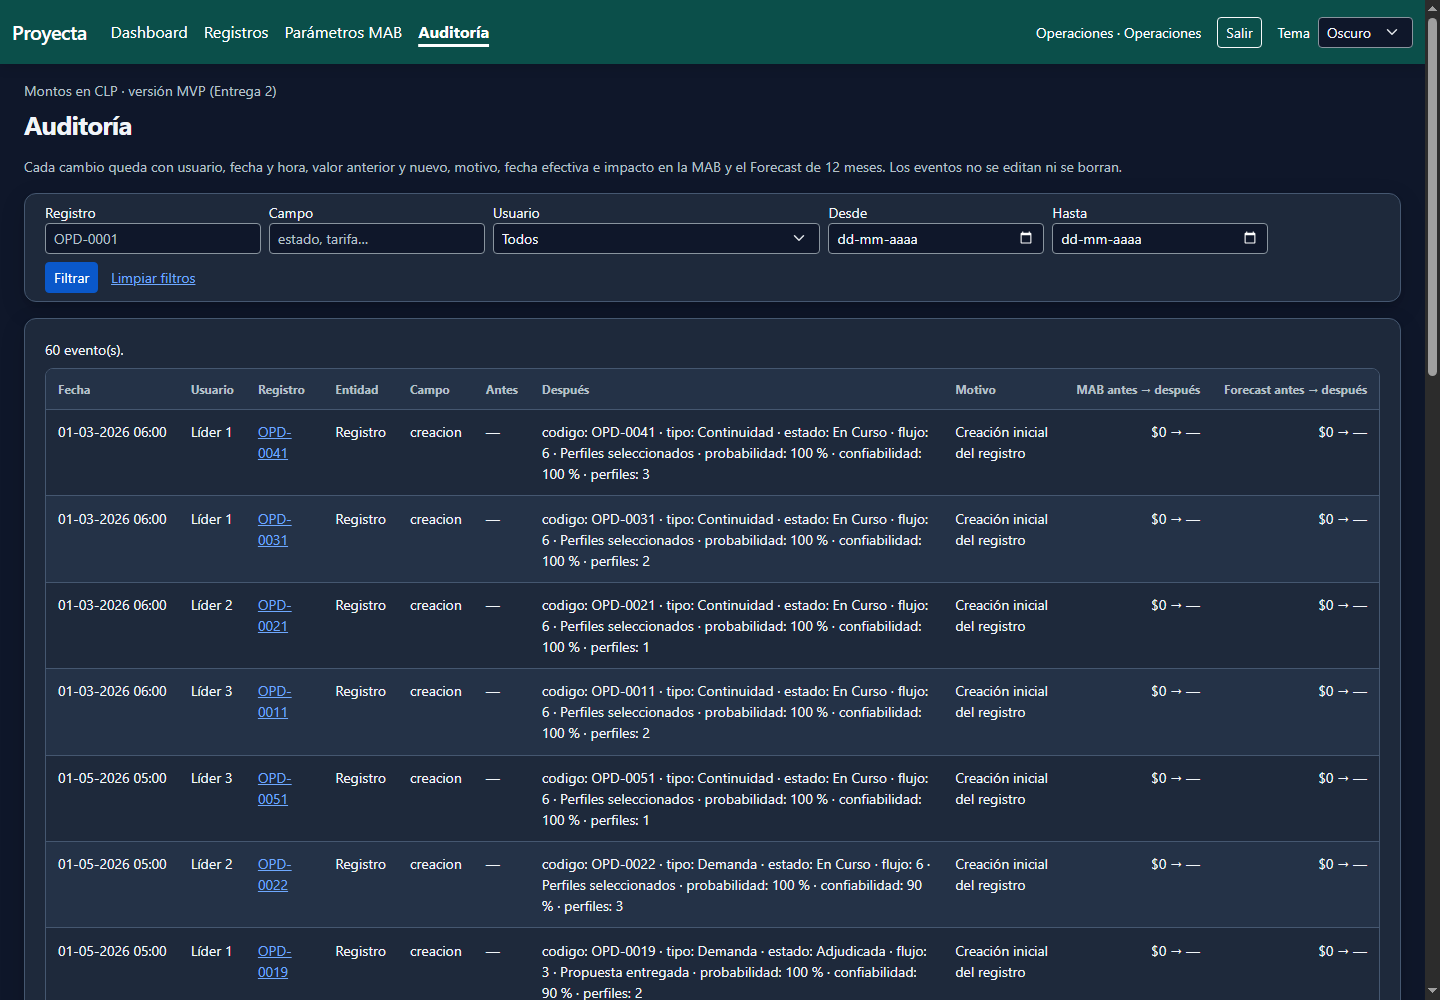 Proyecta Dashboard Registros Parámetros MAB Auditoría Operaciones · Operaciones Salir Tema Oscuro
Montos en CLP · versión MVP (Entrega 2)
Auditoría
Cada cambio queda con usuario, fecha y hora, valor anterior y nuevo, motivo, fecha efectiva e impacto en la MAB y el Forecast de 12 meses. Los eventos no se editan ni se borran.
Registro Campo Usuario Desde Hasta
OPD-0001 estado, tarifa... Todos dd-mm-aaaa dd-mm-aaaa
Filtrar Limpiar filtros
60 evento(s).
Fecha Usuario Registro Entidad Campo Antes Después Motivo MAB antes → después Forecast antes → después
01-03-2026 06:00 Líder 1 OPD- Registro creacion — codigo: OPD-0041 · tipo: Continuidad · estado: En Curso · flujo: Creación inicial $0 → — $0 → —
0041 6 · Perfiles seleccionados · probabilidad: 100 % · confiabilidad: del registro
100 % · perfiles: 3
01-03-2026 06:00 Líder 1 OPD- Registro creacion — codigo: OPD-0031 · tipo: Continuidad · estado: En Curso · flujo: Creación inicial $0 → — $0 → —
0031 6 · Perfiles seleccionados · probabilidad: 100 % · confiabilidad: del registro
100 % · perfiles: 2
01-03-2026 06:00 Líder 2 OPD- Registro creacion — codigo: OPD-0021 · tipo: Continuidad · estado: En Curso · flujo: Creación inicial $0 → — $0 → —
0021 6 · Perfiles seleccionados · probabilidad: 100 % · confiabilidad: del registro
100 % · perfiles: 1
01-03-2026 06:00 Líder 3 OPD- Registro creacion — codigo: OPD-0011 · tipo: Continuidad · estado: En Curso · flujo: Creación inicial $0 → — $0 → —
0011 6 · Perfiles seleccionados · probabilidad: 100 % · confiabilidad: del registro
100 % · perfiles: 2
01-05-2026 05:00 Líder 3 OPD- Registro creacion — codigo: OPD-0051 · tipo: Continuidad · estado: En Curso · flujo: Creación inicial $0 → — $0 → —
0051 6 · Perfiles seleccionados · probabilidad: 100 % · confiabilidad: del registro
100 % · perfiles: 1
01-05-2026 05:00 Líder 2 OPD- Registro creacion — codigo: OPD-0022 · tipo: Demanda · estado: En Curso · flujo: 6 · Creación inicial $0 → — $0 → —
0022 Perfiles seleccionados · probabilidad: 100 % · confiabilidad: 90 del registro
% · perfiles: 3
01-05-2026 05:00 Líder 1 OPD- Registro creacion — codigo: OPD-0019 · tipo: Demanda · estado: Adjudicada · flujo: Creación inicial $0 → — $0 → —
0019 3 · Propuesta entregada · probabilidad: 100 % · confiabilidad: del registro
90 % · perfiles: 2